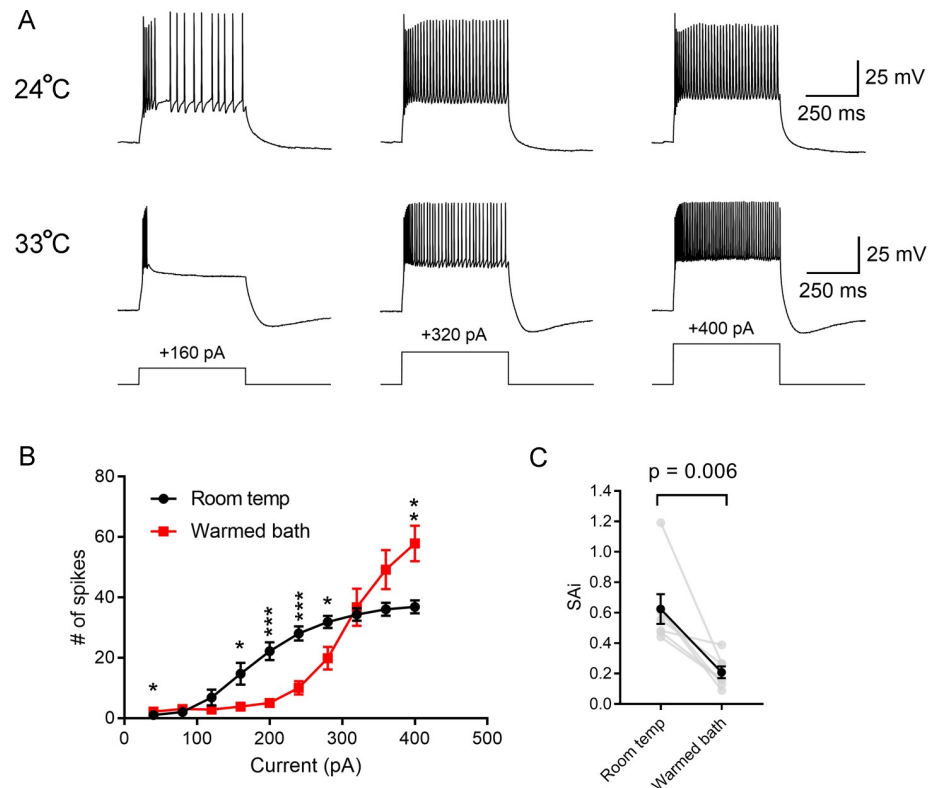 A
24°C
25 mV
250 ms
33°C
25 mV
250 ms
+160 pA
+320 pA
+400 pA
B
80
60
40
20
0
# of spikes
Room temp
Warmed bath
*
*
***
***
*
**
0
100
200
300
400
500
Current (pA)
C
p = 0.006
1.4
1.2
1.0
0.8
0.6
0.4
0.2
0.0
SAi
Room temp
Warmed bath